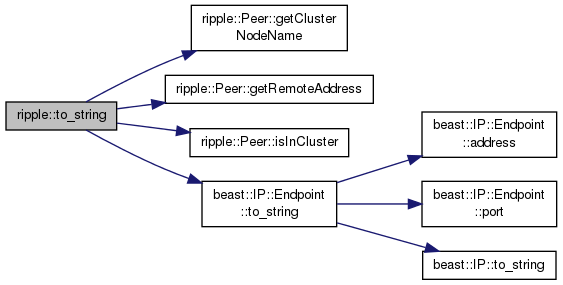 ripple::to_string
ripple::Peer::getCluster
NodeName
ripple::Peer::getRemoteAddress
ripple::Peer::isInCluster
beast::IP::Endpoint
::to_string
beast::IP::Endpoint
::address
beast::IP::Endpoint
::port
beast::IP::to_string